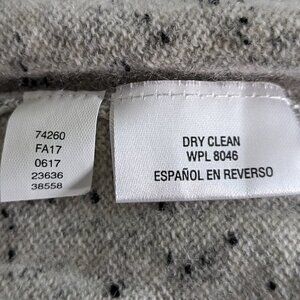 74260
FA17
0617
23636
38558
DRY CLEAN
WPL 8046
ESPAÑOL EN REVERSO